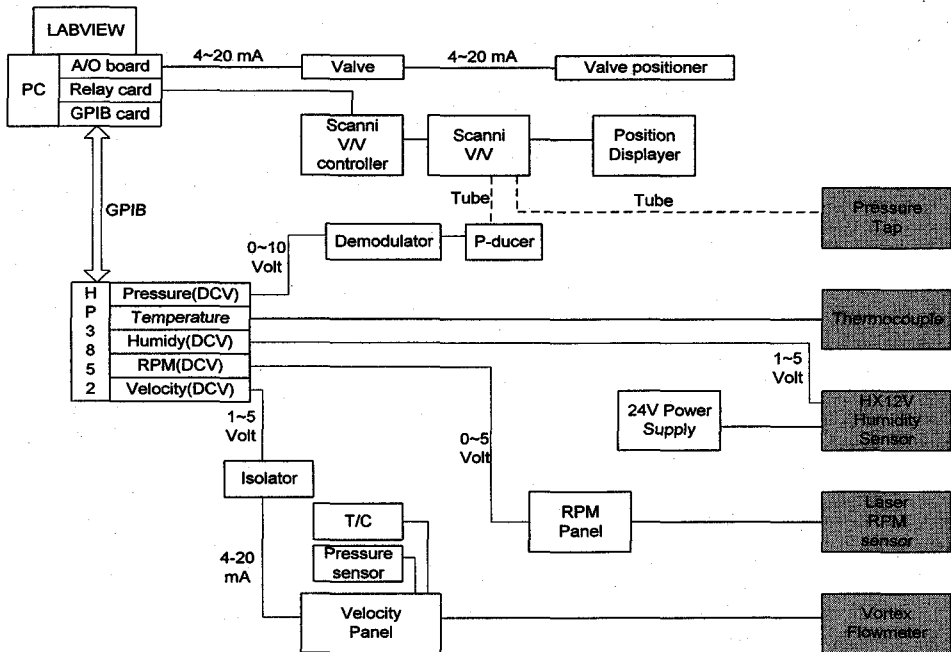 LABVIEW
PC
A/O board
Relay card
GPIB card
4~20 mA
Valve
4~20 mA
Valve positioner
Scanni
V/V
controller
Scanni
V/V
Position
Displayer
Tube
Tube
Pressure
Tap
GPIB
0~10
Volt
Demodulator
P-ducer
H
P
3
8
5
2
Pressure(DCV)
Temperature
Humidy(DCV)
RPM(DCV)
Velocity(DCV)
Thermocouple
1~5
Volt
24V Power
Supply
HX12V
Humidity
Sensor
1~5
Volt
0~5
Volt
Isolator
T/C
Pressure
sensor
RPM
Panel
Laser
RPM
sensor
4-20
mA
Velocity
Panel
Vortex
Flowmeter